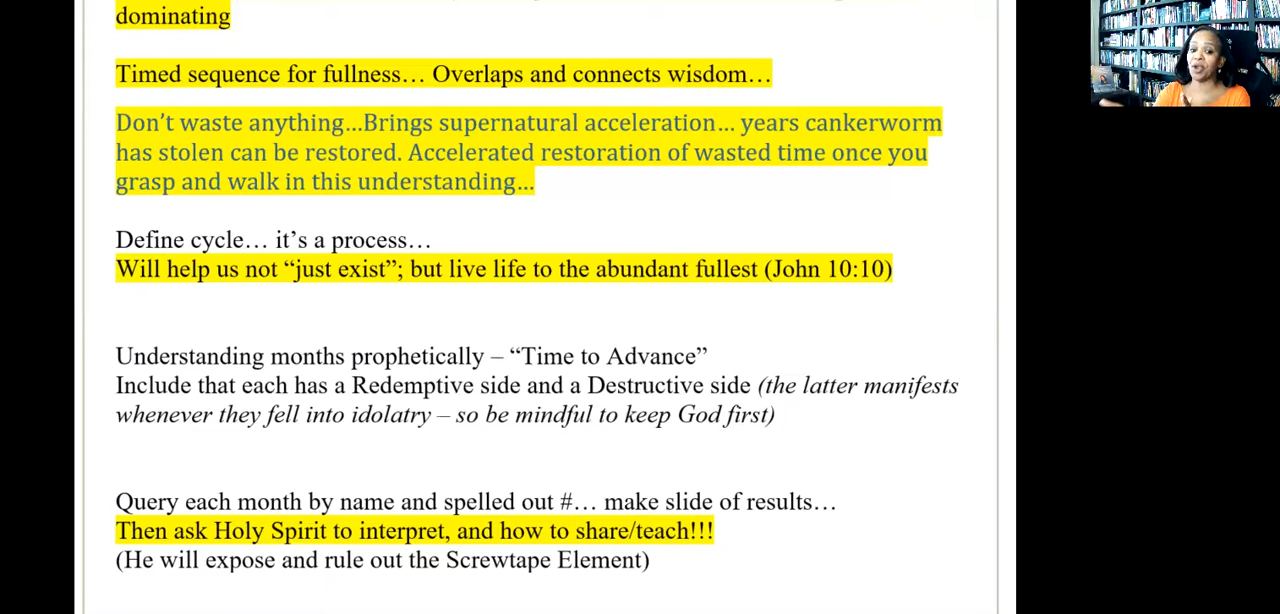 dominating
Timed sequence for fullness… Overlaps and connects wisdom…
Don’t waste anything…Brings supernatural acceleration… years cankerworm
has stolen can be restored. Accelerated restoration of wasted time once you
grasp and walk in this understanding…
Define cycle… it’s a process…
Will help us not “just exist”; but live life to the abundant fullest (John 10:10)
Understanding months prophetically – “Time to Advance”
Include that each has a Redemptive side and a Destructive side (the latter manifests
whenever they fell into idolatry – so be mindful to keep God first)
Query each month by name and spelled out #… make slide of results…
Then ask Holy Spirit to interpret, and how to share/teach!!!
(He will expose and rule out the Screwtape Element)